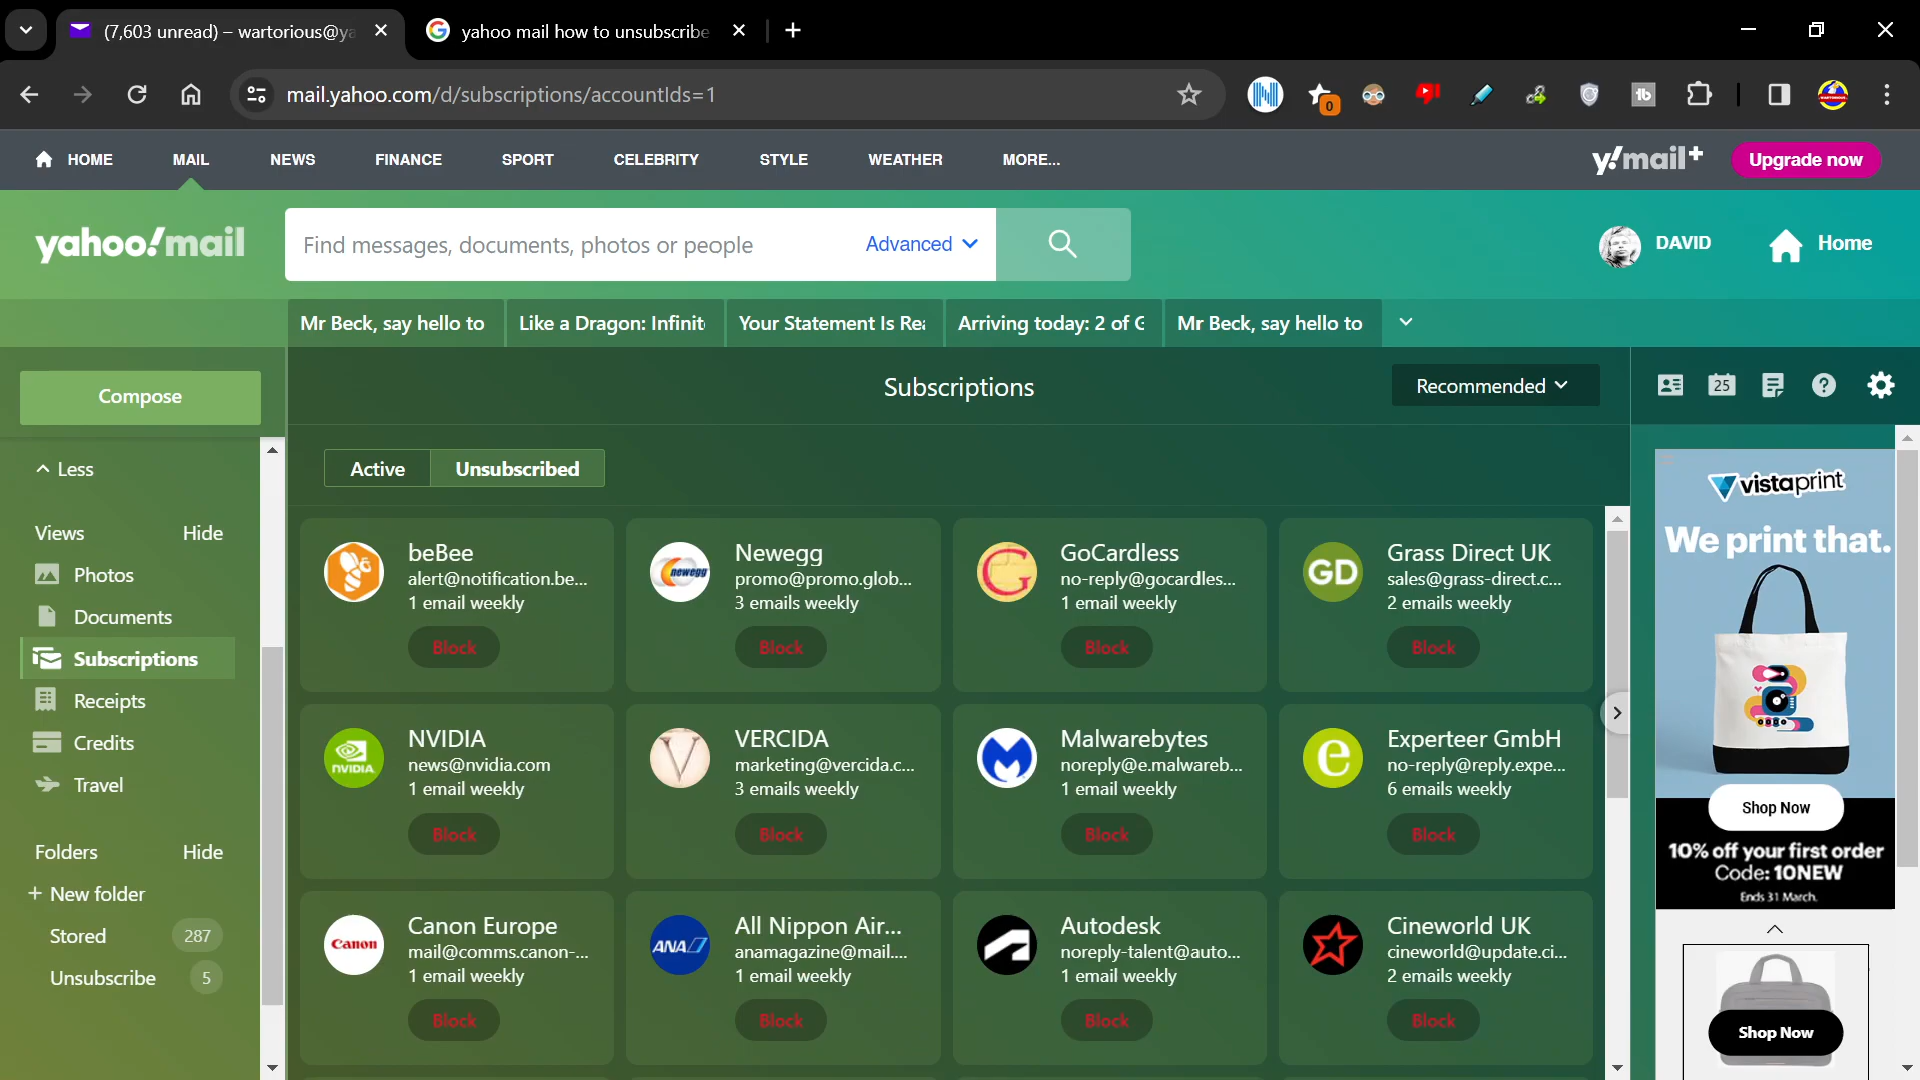 (7,603 unread) – wartorious@ya
yahoo mail how to unsubscribe
mail.yahoo.com/d/subscriptions/accountIds=1
0
HOME MAIL NEWS FINANCE SPORT CELEBRITY STYLE WEATHER MORE...
y!mail+ Upgrade now
yahoo!mail
Find messages, documents, photos or people
Advanced
DAVID
Home
Mr Beck, say hello to
Like a Dragon: Infinit
Your Statement Is Rea
Arriving today: 2 of G
Mr Beck, say hello to
Compose
Subscriptions
Recommended
25
Less
Active
Unsubscribed
Views Hide
Photos
Documents
Subscriptions
Receipts
Credits
Travel
Folders Hide
+ New folder
Stored 287
Unsubscribe 5
beBee
alert@notification.be...
1 email weekly
Block
newegg
Newegg
promo@promo.glob...
3 emails weekly
Block
G
GoCardless
no-reply@gocardles...
1 email weekly
Block
GD
Grass Direct UK
sales@grass-direct.c...
2 emails weekly
Block
NVIDIA
NVIDIA
news@nvidia.com
1 email weekly
Block
V
VERCIDA
marketing@vercida.c...
3 emails weekly
Block
Malwarebytes
noreply@e.malwareb...
1 email weekly
Block
e
Experteer GmbH
no-reply@reply.expe...
6 emails weekly
Block
Canon
Canon Europe
mail@comms.canon-...
1 email weekly
Block
ANA
All Nippon Air...
anamagazine@mail....
1 email weekly
Block
Autodesk
noreply-talent@auto...
1 email weekly
Block
Cineworld UK
cineworld@update.ci...
2 emails weekly
Block
vistaprint
We print that.
Shop Now
10% off your first order
Code: 10NEW
Ends 31 March.
Shop Now